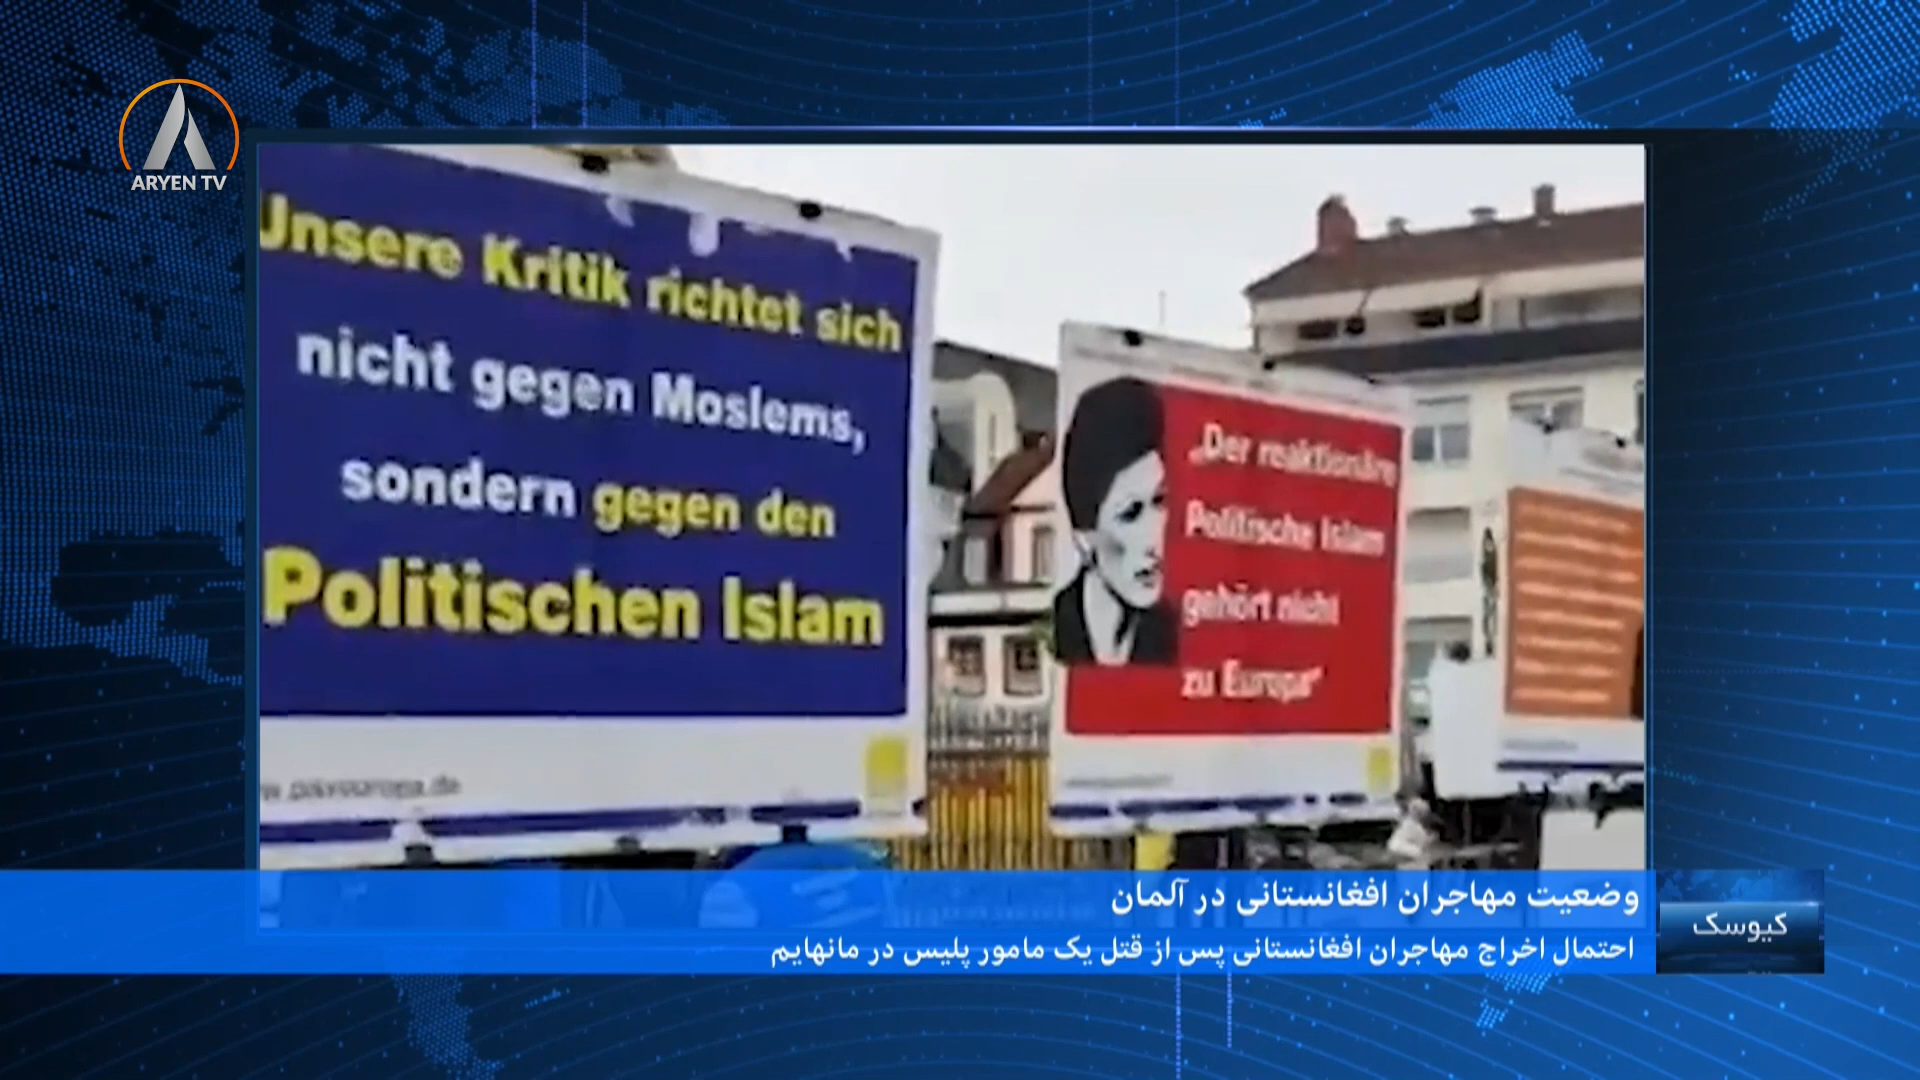 ARYEN TV
Unsere Kritik richtet sich
nicht gegen Moslems,
sondern gegen den
Politischen Islam
„Der reaktionäre
Politische Islam
gehört nicht
zu Europa“
وضعیت مهاجران افغانستانی در آلمان
احتمال اخراج مهاجران افغانستانی پس از قتل یک مامور پلیس در مانهایم
کیوسک